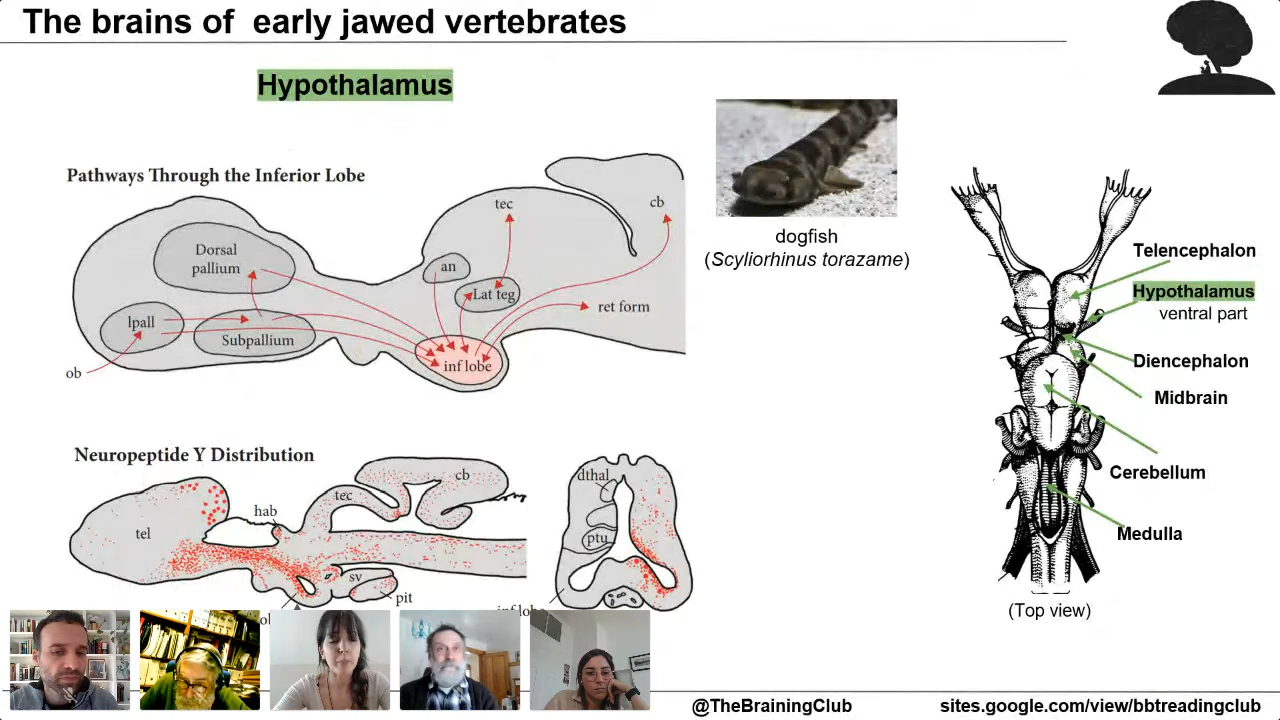 The brains of early jawed vertebrates
Hypothalamus
Pathways Through the Inferior Lobe
tec
cb
Dorsal
pallium
an
Lat teg
ret form
lpall
Subpallium
inf lobe
ob
dogfish
(Scyliorhinus torazame)
Telencephalon
Hypothalamus
ventral part
Diencephalon
Midbrain
Cerebellum
Medulla
(Top view)
Neuropeptide Y Distribution
cb
tec
hab
tel
sv
pit
dthal
ptu
@TheBrainingClub
sites.google.com/view/bbtreadingclub